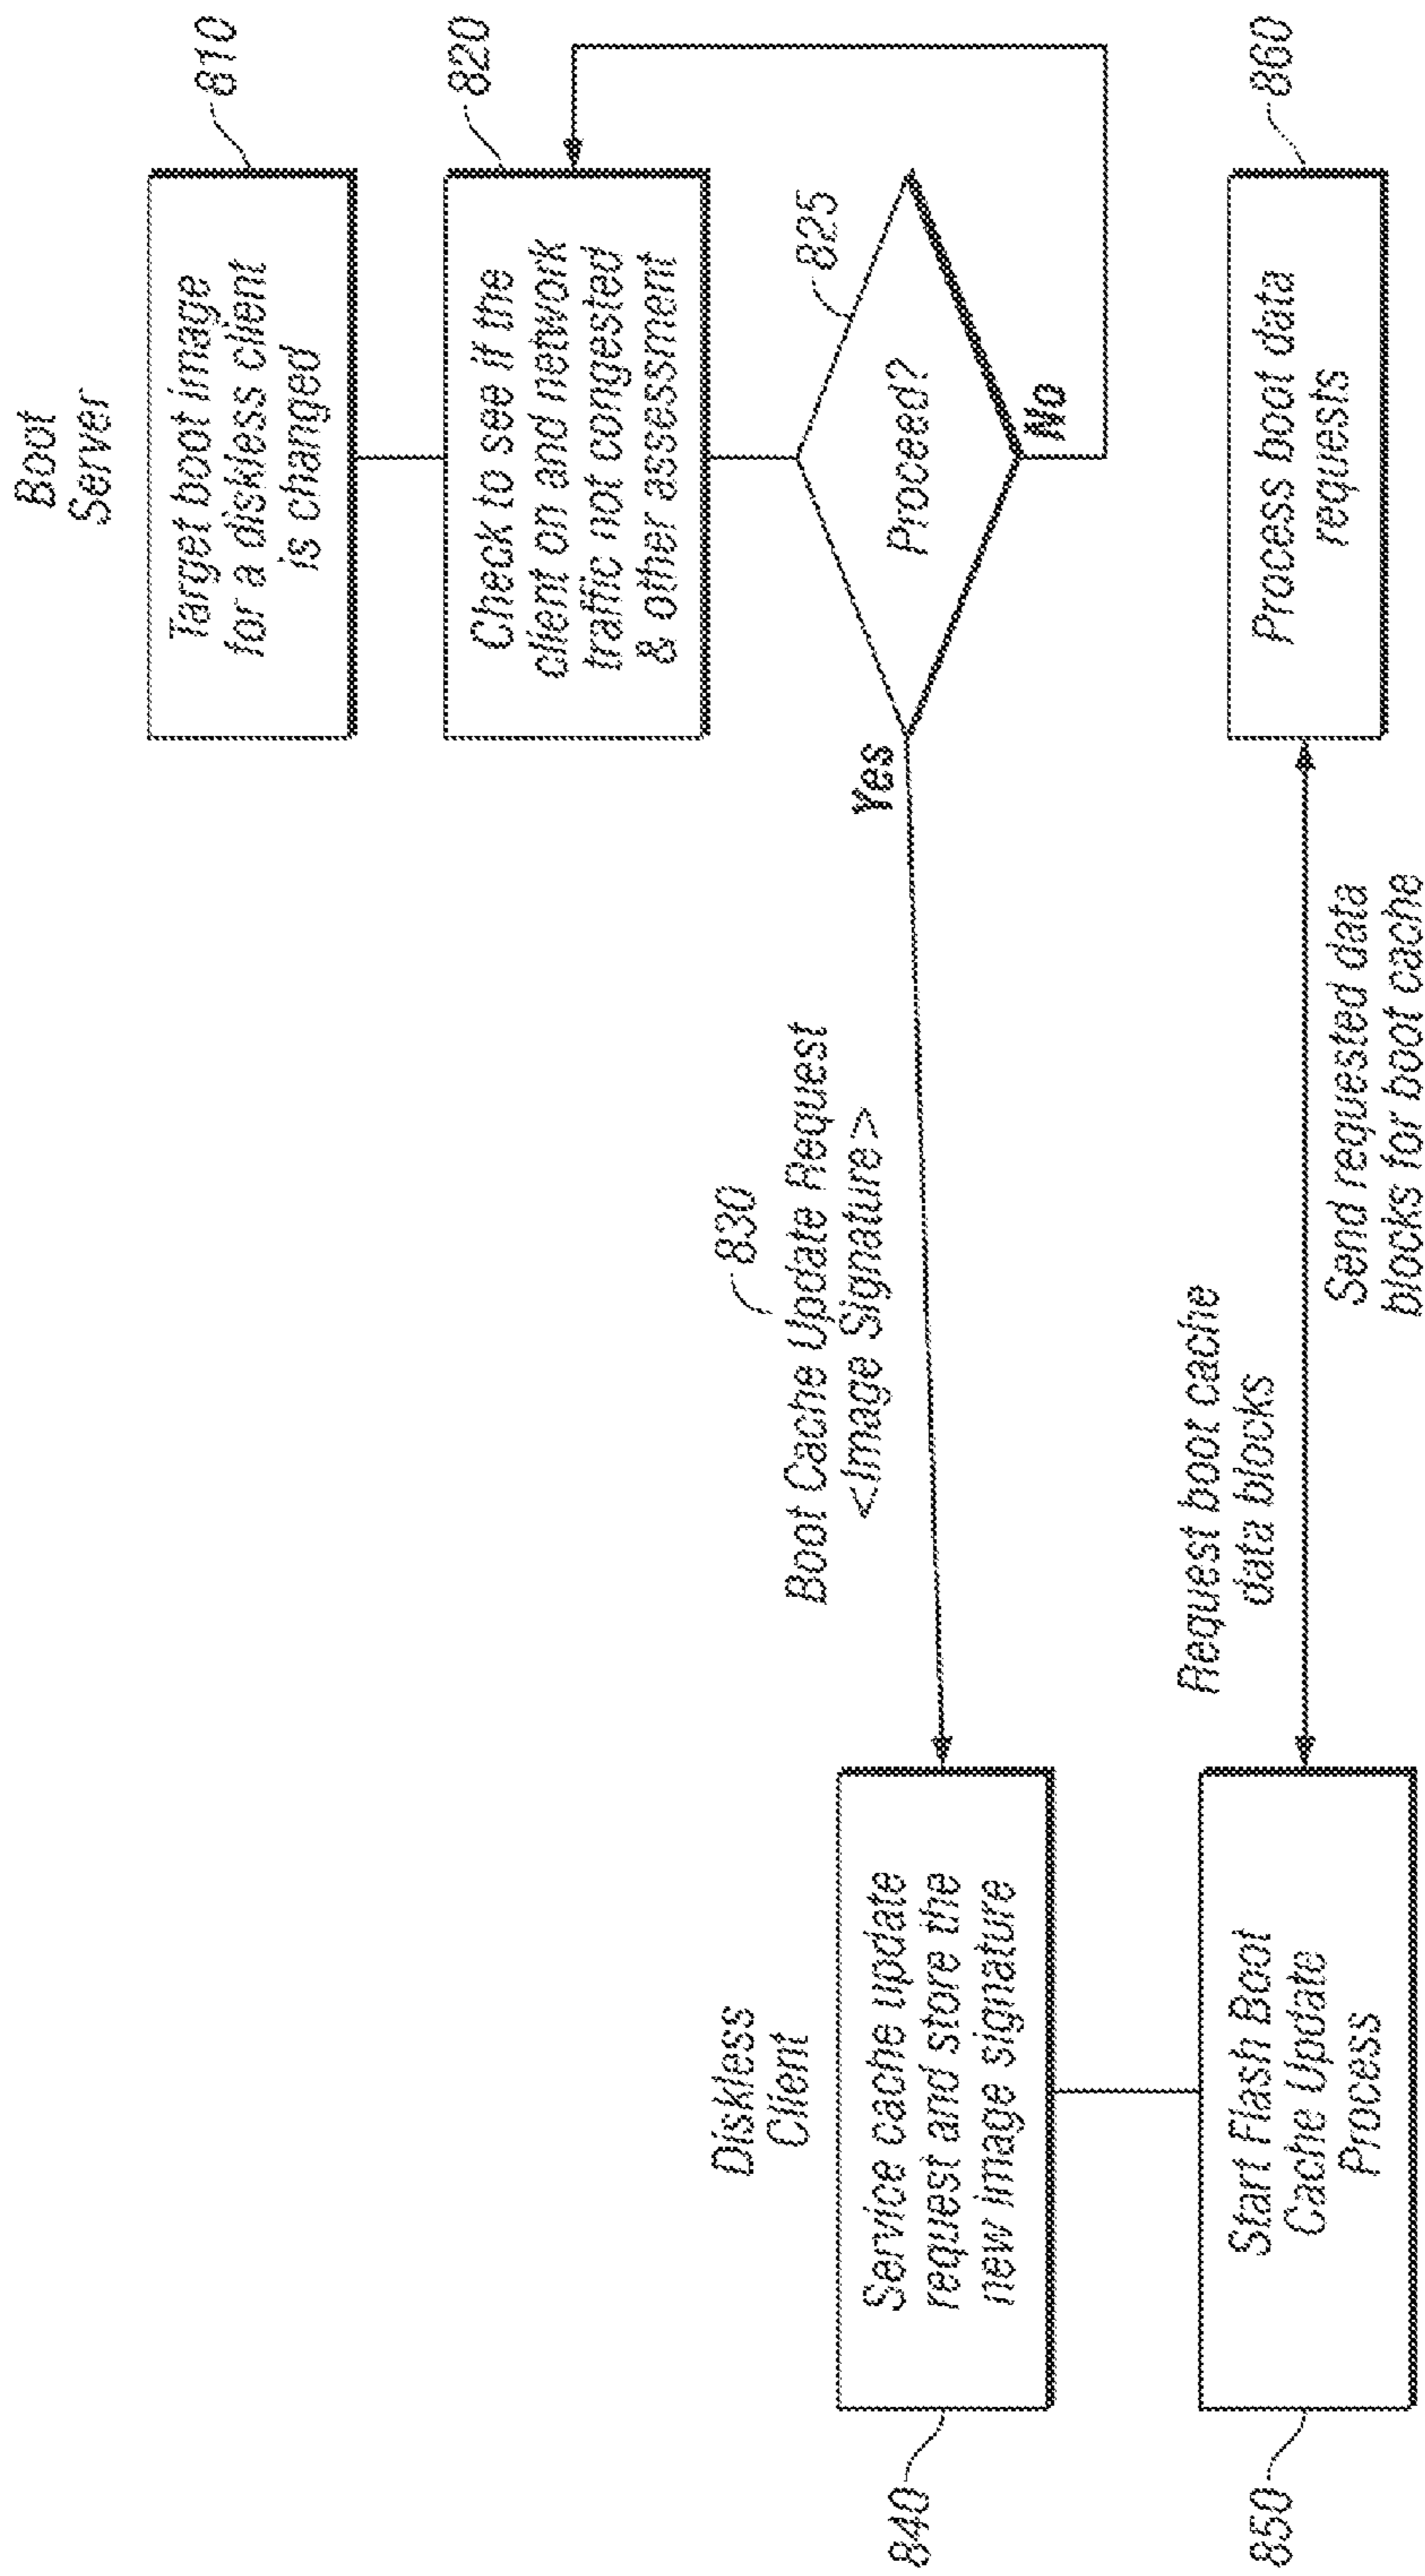 Boot
Server
810
Target boot image
for a diskless client
is changed
820
Check to see if the
client on and network
traffic not congested
& other assessment
825
Proceed?
Yes
No
830
Boot Cache Update Request
<Image Signature>
Diskless
Client
840
Service cache update
request and store the
new image signature
850
Start Flash Boot
Cache Update
Process
Request boot cache
data blocks
Send requested data
blocks for boot cache
860
Process boot data
requests